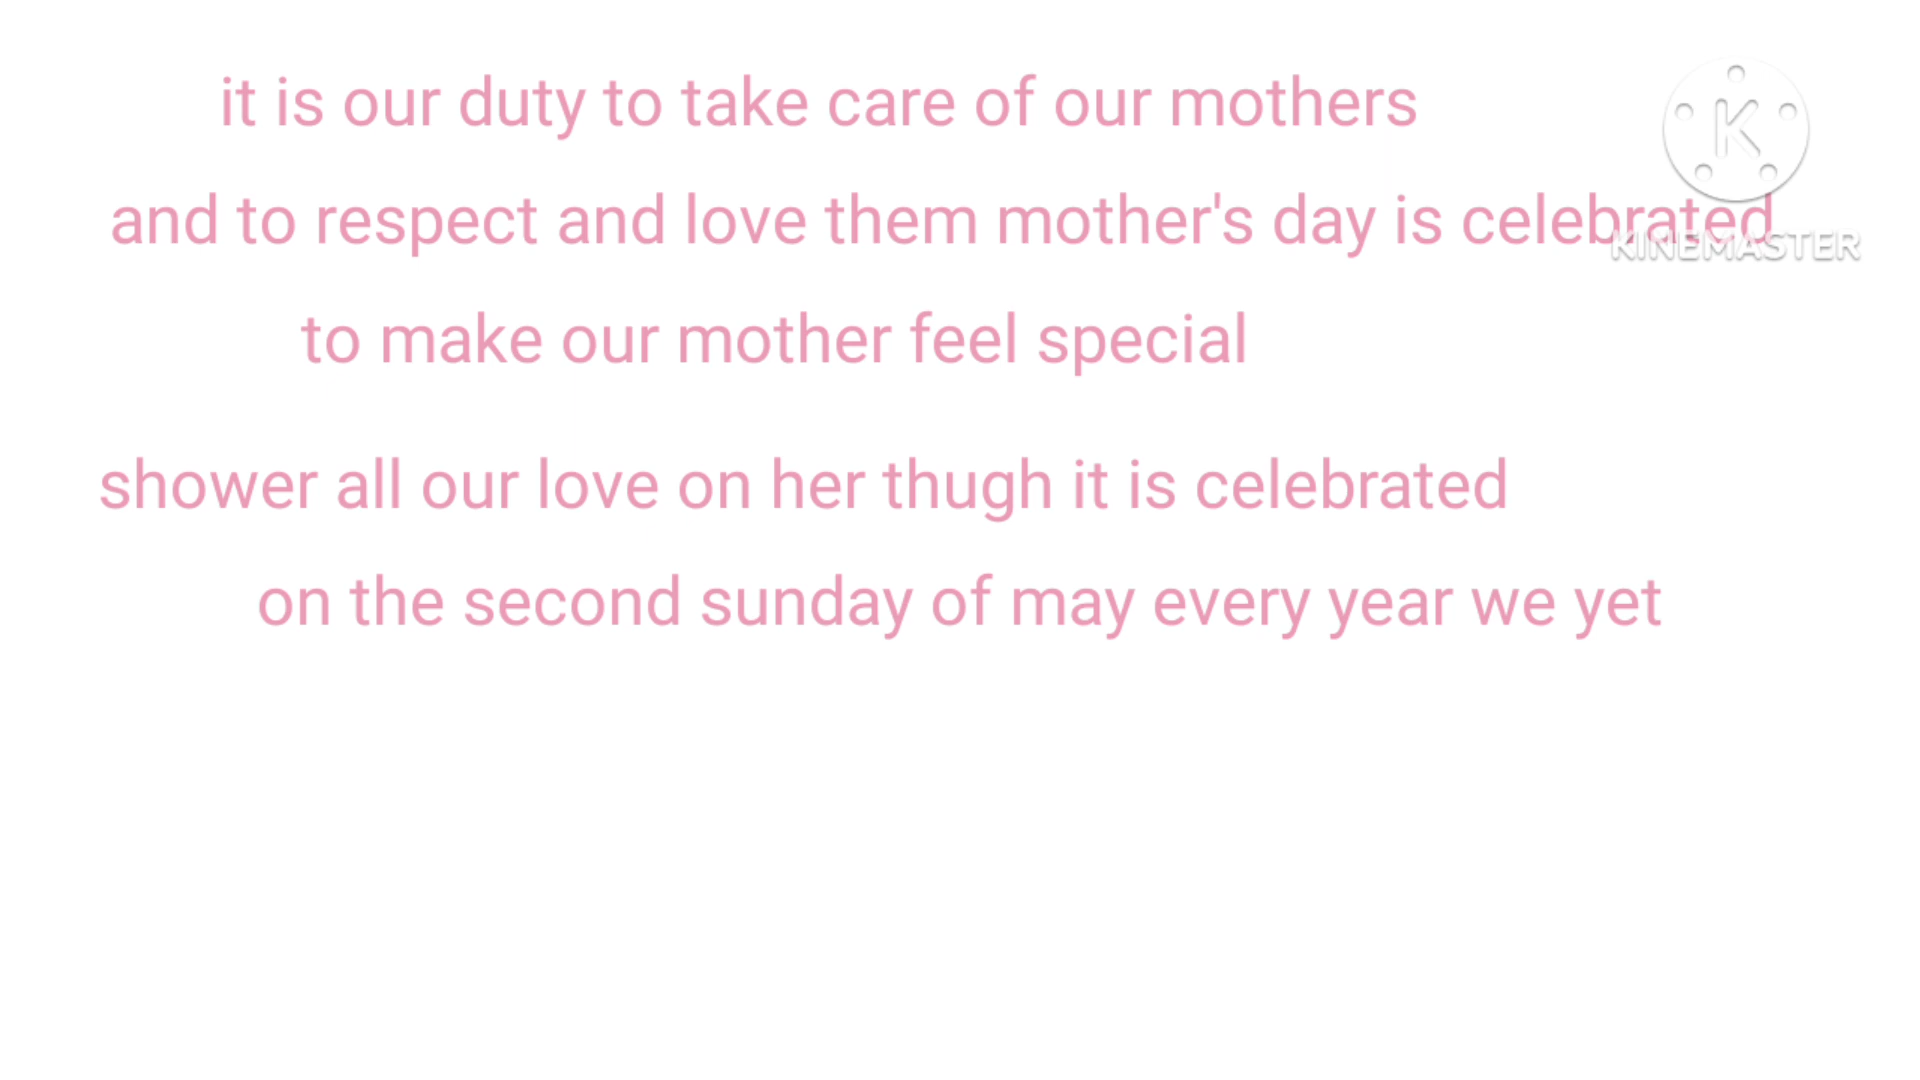 it is our duty to take care of our mothers
and to respect and love them mother's day is celebrated
KINEMASTER
to make our mother feel special
shower all our love on her thugh it is celebrated
on the second sunday of may every year we yet